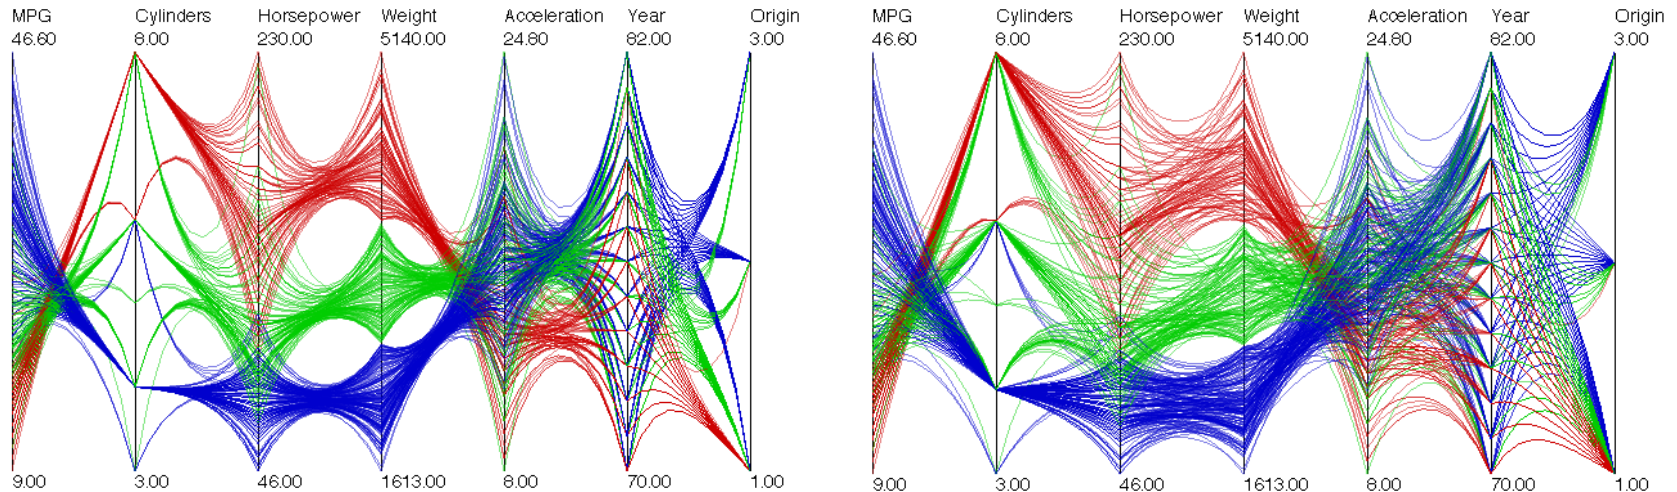 MPG Cylinders Horsepower Weight Acceleration Year Origin
46.60 8.00 230.00 5140.00 24.80 82.00 3.00
9.00 3.00 46.00 1613.00 8.00 70.00 1.00
MPG Cylinders Horsepower Weight Acceleration Year Origin
46.60 8.00 230.00 5140.00 24.80 82.00 3.00
9.00 3.00 46.00 1613.00 8.00 70.00 1.00